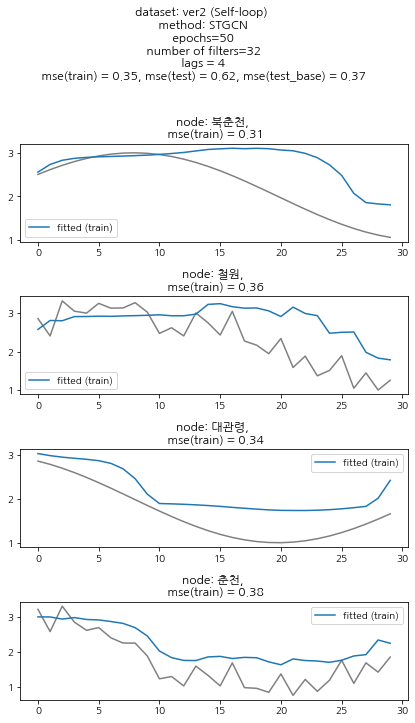 dataset: ver2 (Self-loop)
method: STGCN
epochs=50
number of filters=32
lags = 4
mse(train) = 0.35, mse(test) = 0.62, mse(test_base) = 0.37
node: 북춘천,
mse(train) = 0.31
3
2
1
fitted (train)
0 5 10 15 20 25 30
node: 철원,
mse(train) = 0.36
3
2
1
fitted (train)
0 5 10 15 20 25 30
node: 대관령,
mse(train) = 0.34
3
2
1
fitted (train)
0 5 10 15 20 25 30
node: 춘천,
mse(train) = 0.38
3
2
1
fitted (train)
0 5 10 15 20 25 30